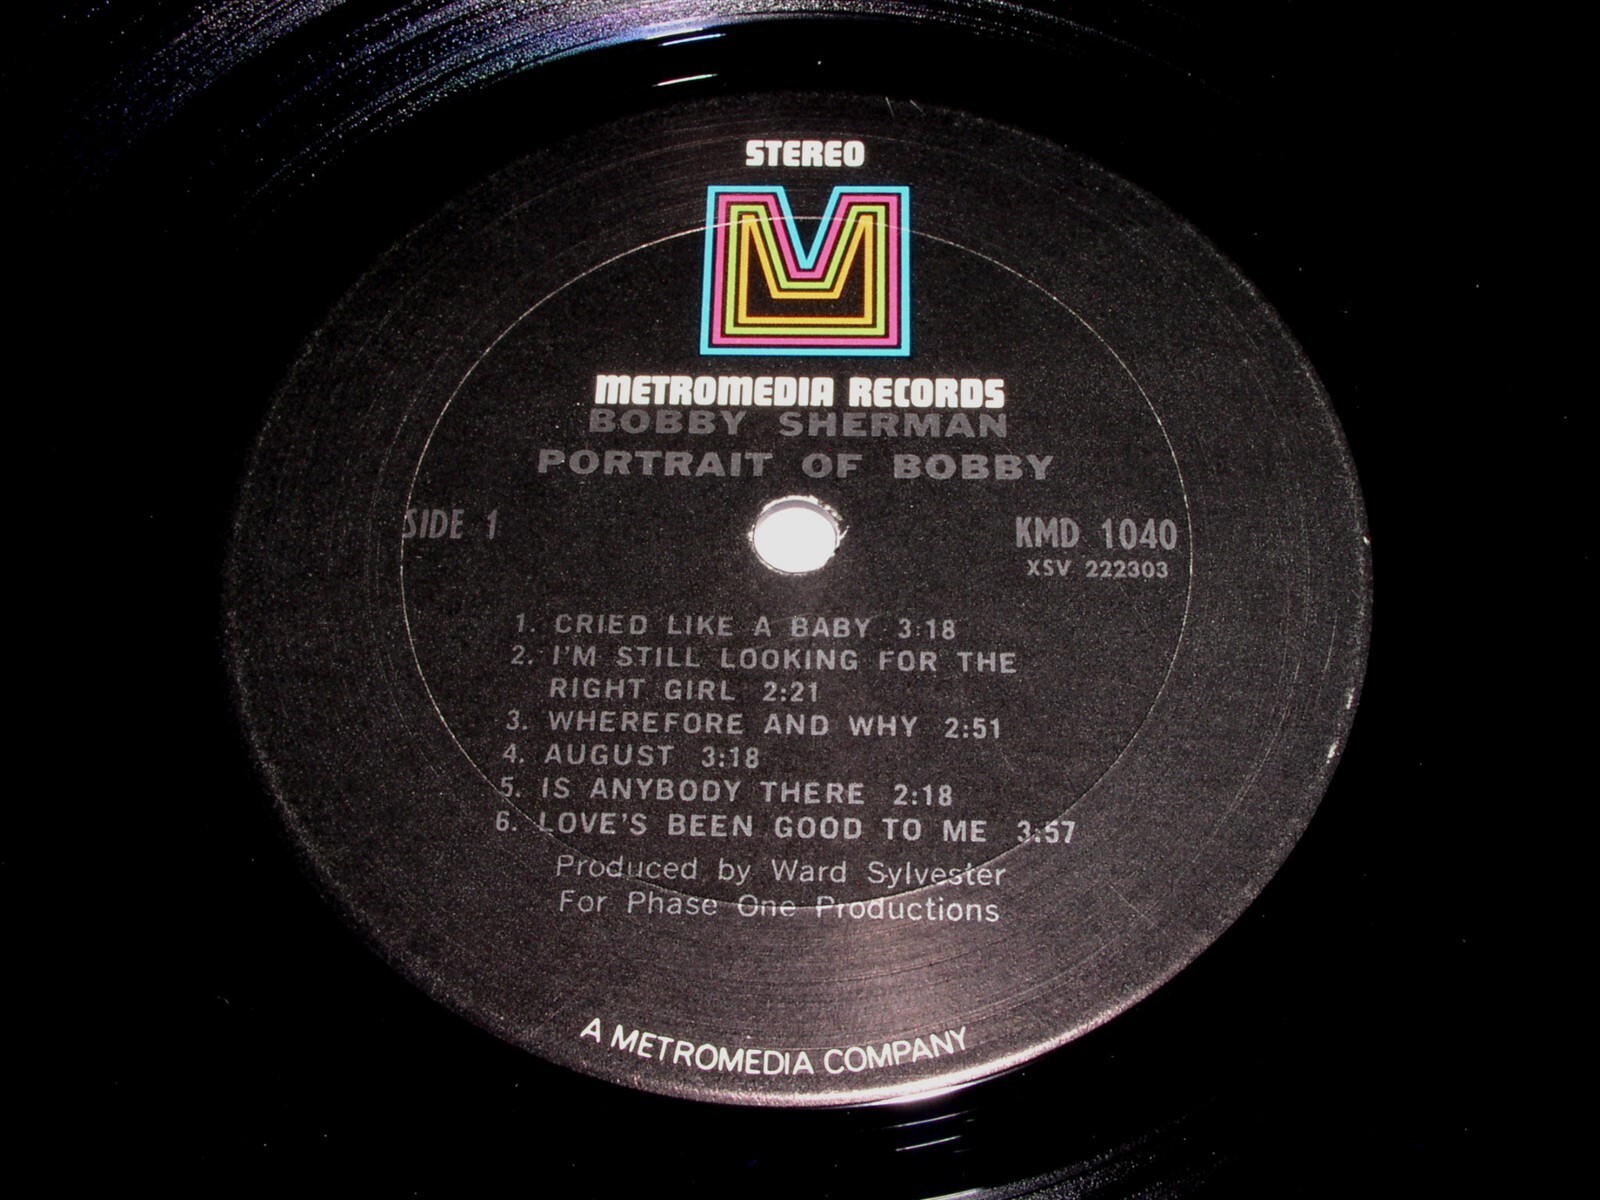 STEREO
METROMEDIA RECORDS
BOBBY SHERMAN
PORTRAIT OF BOBBY
SIDE 1
KMD 1040
XSV 222303
1. CRIED LIKE A BABY 3:18
2. I'M STILL LOOKING FOR THE
RIGHT GIRL 2:21
3. WHEREFORE AND WHY 2:51
4. AUGUST 3:18
5. IS ANYBODY THERE 2:18
6. LOVE'S BEEN GOOD TO ME 3:57
Produced by Ward Sylvester
For Phase One Productions
A METROMEDIA COMPANY